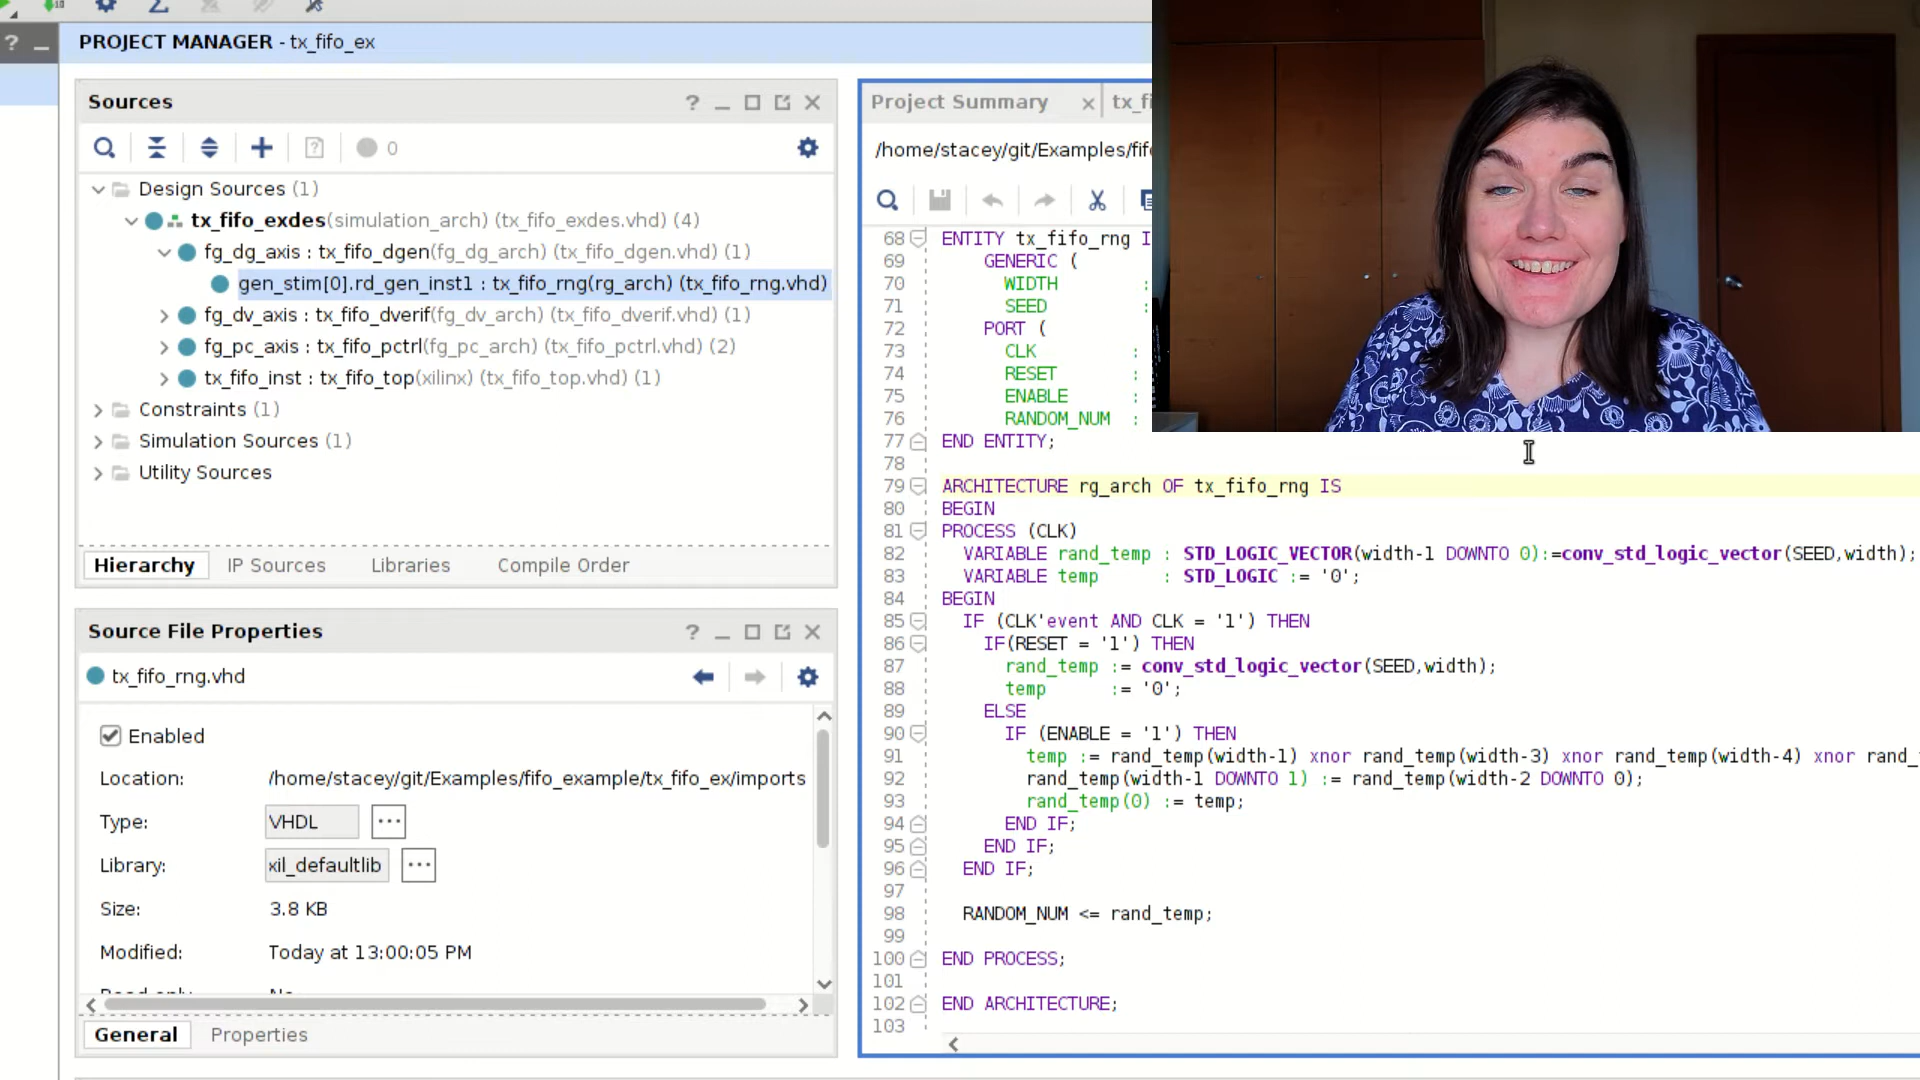 10
? _
PROJECT MANAGER - tx_fifo_ex
Sources
? _
0
Design Sources (1)
tx_fifo_exdes(simulation_arch) (tx_fifo_exdes.vhd) (4)
fg_dg_axis : tx_fifo_dgen(fg_dg_arch) (tx_fifo_dgen.vhd) (1)
gen_stim[0].rd_gen_inst1 : tx_fifo_rng(rg_arch) (tx_fifo_rng.vhd)
fg_dv_axis : tx_fifo_dverif(fg_dv_arch) (tx_fifo_dverif.vhd) (1)
fg_pc_axis : tx_fifo_pctrl(fg_pc_arch) (tx_fifo_pctrl.vhd) (2)
tx_fifo_inst : tx_fifo_top(xilinx) (tx_fifo_top.vhd) (1)
Constraints (1)
Simulation Sources (1)
Utility Sources
Hierarchy IP Sources Libraries Compile Order
Source File Properties
? _
tx_fifo_rng.vhd
Enabled
Location: /home/stacey/git/Examples/fifo_example/tx_fifo_ex/imports
Type: VHDL ...
Library: xil_defaultlib ...
Size: 3.8 KB
Modified: Today at 13:00:05 PM
General Properties
Project Summary tx_fi
/home/stacey/git/Examples/fif
68 ENTITY tx_fifo_rng I
69 GENERIC (
70 WIDTH :
71 SEED :
72 PORT (
73 CLK :
74 RESET :
75 ENABLE :
76 RANDOM_NUM :
77 END ENTITY;
78
79 ARCHITECTURE rg_arch OF tx_fifo_rng IS
80 BEGIN
81 PROCESS (CLK)
82 VARIABLE rand_temp : STD_LOGIC_VECTOR(width-1 DOWNTO 0):=conv_std_logic_vector(SEED,width);
83 VARIABLE temp : STD_LOGIC := '0';
84 BEGIN
85 IF (CLK'event AND CLK = '1') THEN
86 IF(RESET = '1') THEN
87 rand_temp := conv_std_logic_vector(SEED,width);
88 temp := '0';
89 ELSE
90 IF (ENABLE = '1') THEN
91 temp := rand_temp(width-1) xnor rand_temp(width-3) xnor rand_temp(width-4) xnor rand_
92 rand_temp(width-1 DOWNTO 1) := rand_temp(width-2 DOWNTO 0);
93 rand_temp(0) := temp;
94 END IF;
95 END IF;
96 END IF;
97
98 RANDOM_NUM <= rand_temp;
99
100 END PROCESS;
101
102 END ARCHITECTURE;
103